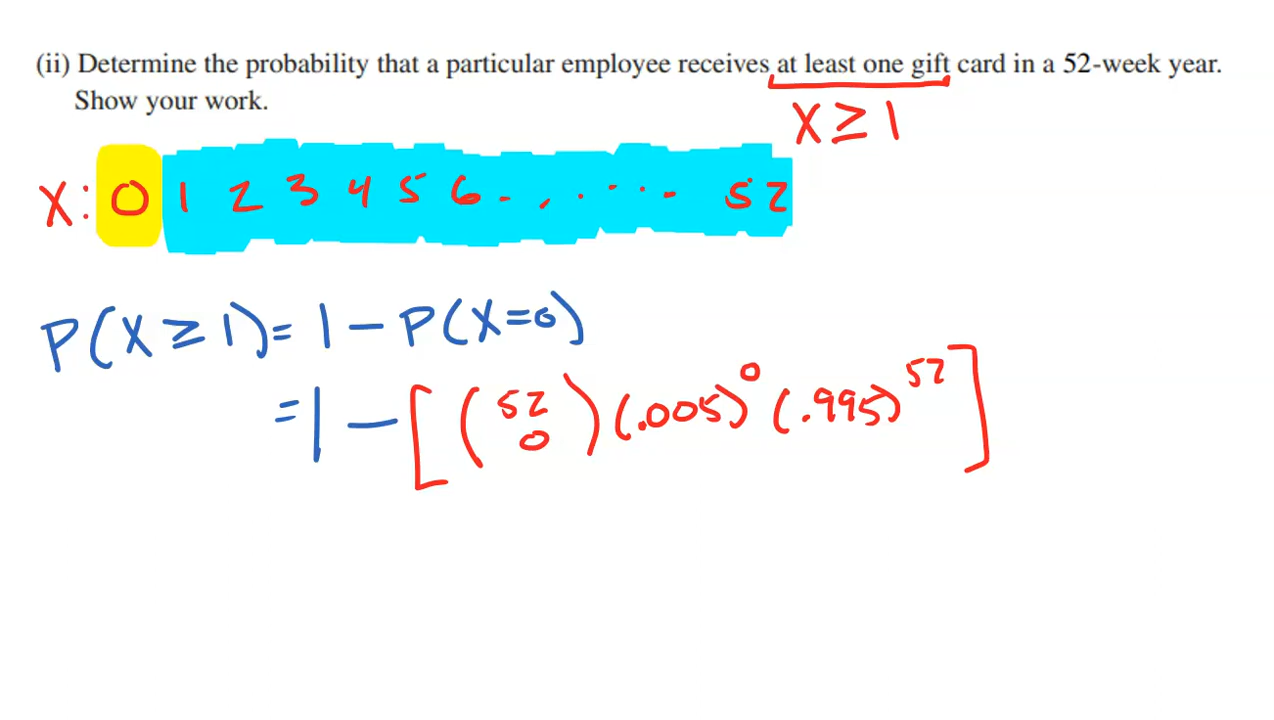 (ii) Determine the probability that a particular employee receives at least one gift card in a 52-week year.
Show your work.
X ≥ 1
X: 0 1 2 3 4 5 6 . , . . . . . 52
P(X ≥ 1) = 1 − P(X=0)
= 1 − [ (52 0) (.005)^0 (.995)^52 ]